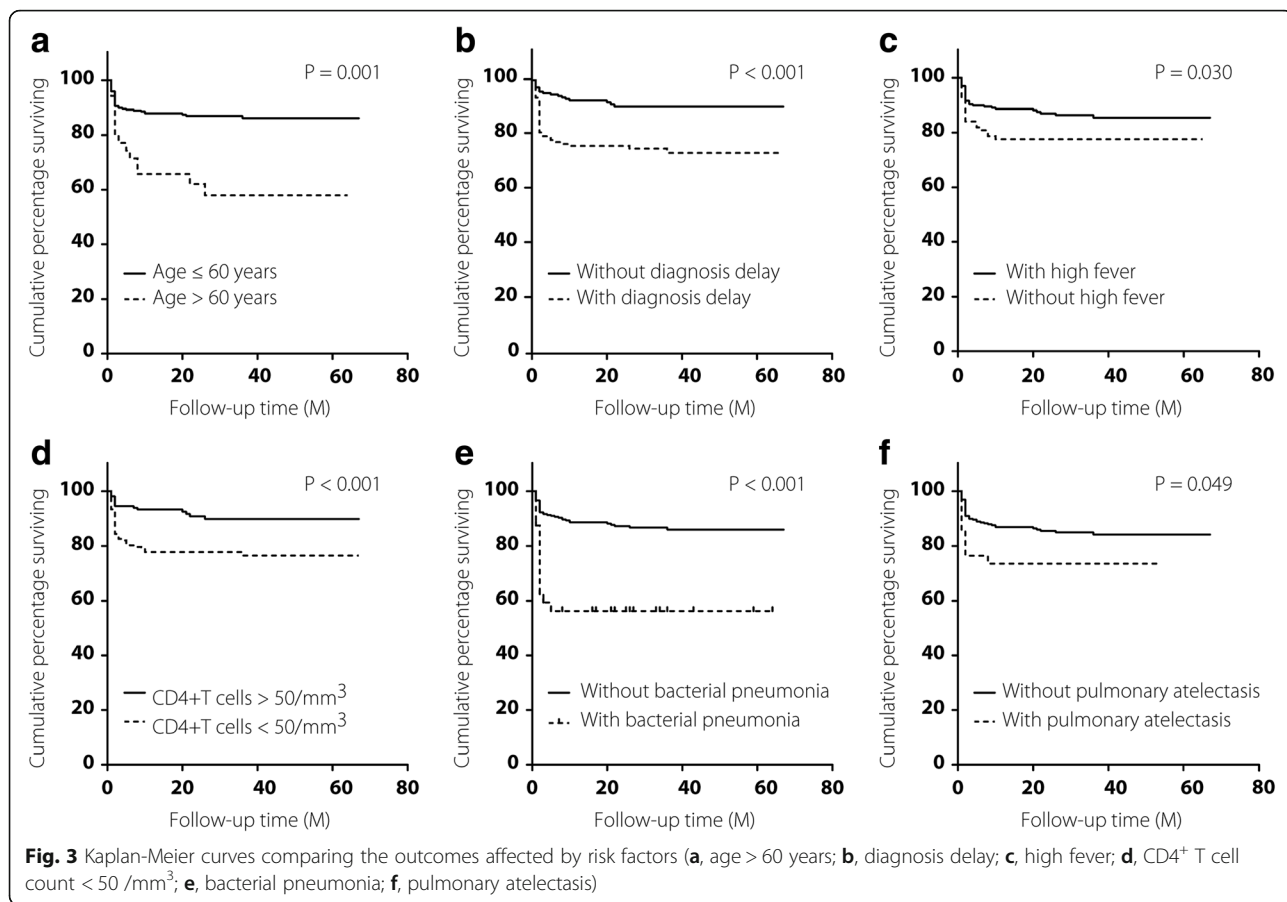 a
P = 0.001
Cumulative percentage surviving
100
80
60
40
20
0
Age ≤ 60 years
Age > 60 years
0 20 40 60 80
Follow-up time (M)
b
P < 0.001
Cumulative percentage surviving
100
80
60
40
20
0
Without diagnosis delay
With diagnosis delay
0 20 40 60 80
Follow-up time (M)
c
P = 0.030
Cumulative percentage surviving
100
80
60
40
20
0
With high fever
Without high fever
0 20 40 60 80
Follow-up time (M)
d
P < 0.001
Cumulative percentage surviving
100
80
60
40
20
0
CD4+T cells > 50/mm³
CD4+T cells < 50/mm³
0 20 40 60 80
Follow-up time (M)
e
P < 0.001
Cumulative percentage surviving
100
80
60
40
20
0
Without bacterial pneumonia
With bacterial pneumonia
0 20 40 60 80
Follow-up time (M)
f
P = 0.049
Cumulative percentage surviving
100
80
60
40
20
0
Without pulmonary atelectasis
With pulmonary atelectasis
0 20 40 60 80
Follow-up time (M)
Fig. 3 Kaplan-Meier curves comparing the outcomes affected by risk factors (a, age > 60 years; b, diagnosis delay; c, high fever; d, CD4⁺ T cell
count < 50 /mm³; e, bacterial pneumonia; f, pulmonary atelectasis)